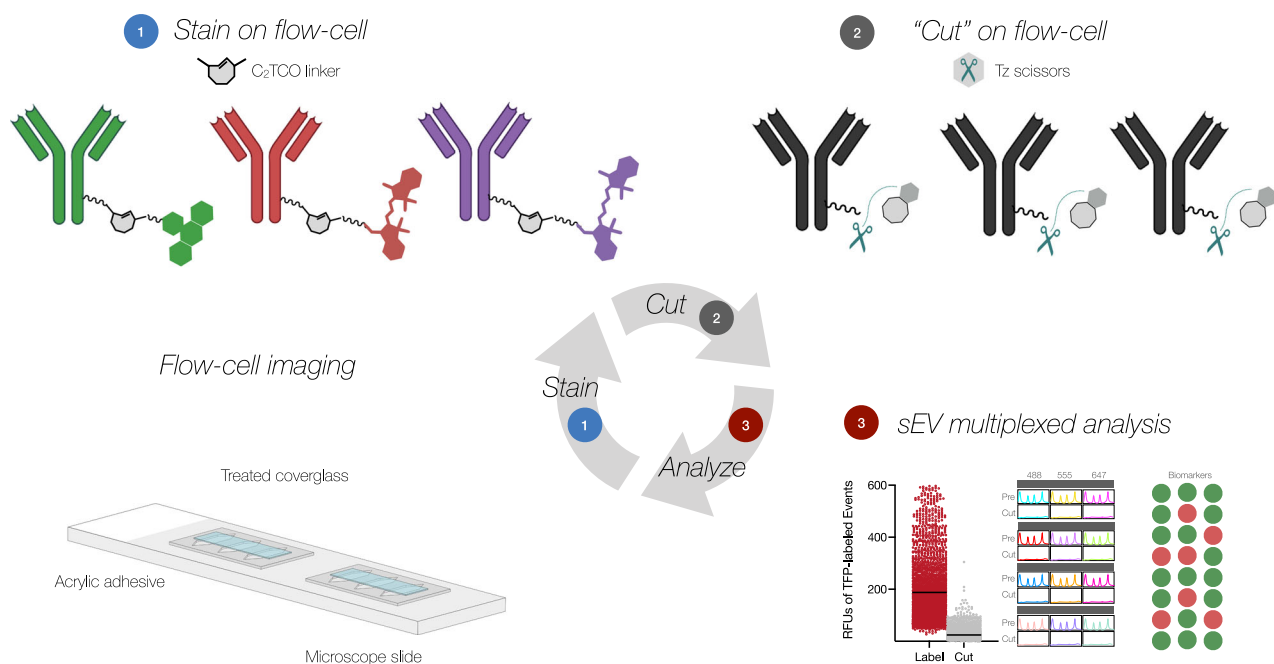 1 Stain on flow-cell
C₂TCO linker
2 “Cut” on flow-cell
Tz scissors
Cut
2
Stain
1
3
Analyze
Flow-cell imaging
Treated coverglass
Acrylic adhesive
Microscope slide
3 sEV multiplexed analysis
RFUs of TFP-labeled Events
600
400
200
Label Cut
488 555 647
Pre
Cut
Pre
Cut
Pre
Cut
Pre
Cut
Biomarkers